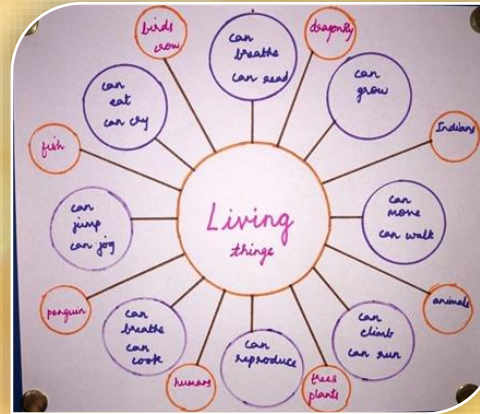 birds
crow
can
breathe
can read
dragonfly
can
eat
can cry
can
grow
fish
Indians
can
jump
can jog
Living
things
can
move
can walk
penguin
animals
can
breathe
can
cook
can
reproduce
can
climb
can run
humans
trees
plants